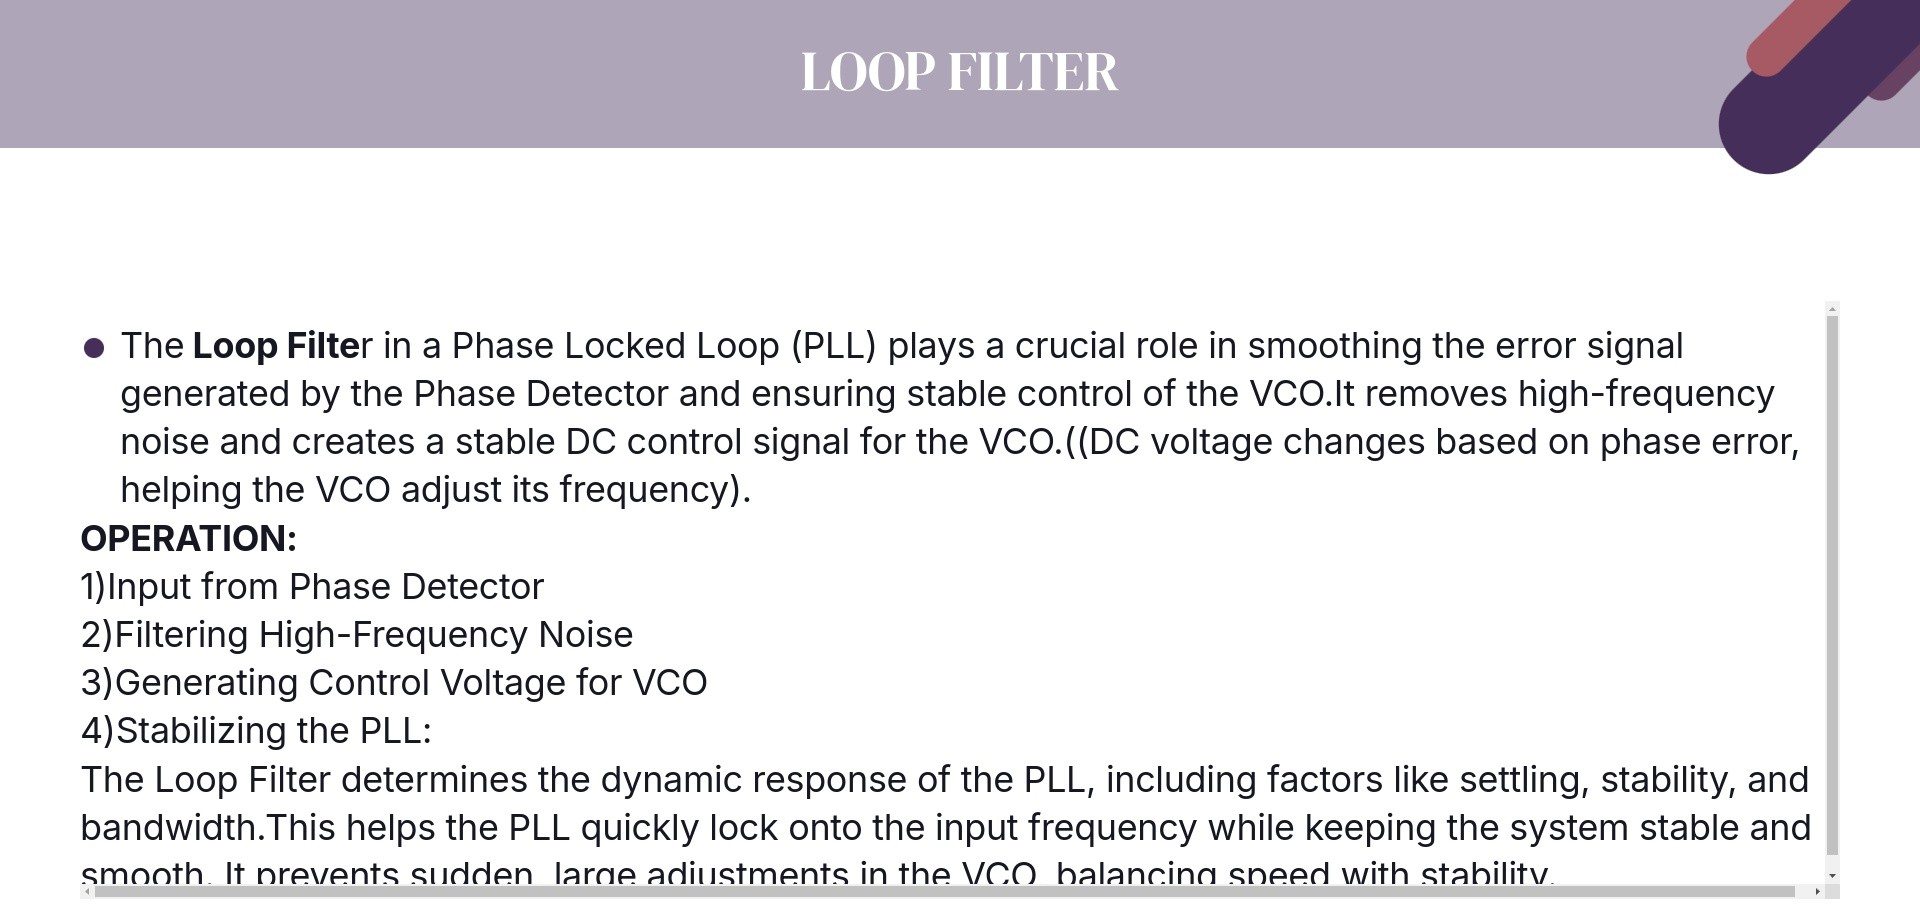 LOOP FILTER
The Loop Filter in a Phase Locked Loop (PLL) plays a crucial role in smoothing the error signal
generated by the Phase Detector and ensuring stable control of the VCO.It removes high-frequency
noise and creates a stable DC control signal for the VCO.((DC voltage changes based on phase error,
helping the VCO adjust its frequency).
OPERATION:
1)Input from Phase Detector
2)Filtering High-Frequency Noise
3)Generating Control Voltage for VCO
4)Stabilizing the PLL:
The Loop Filter determines the dynamic response of the PLL, including factors like settling, stability, and
bandwidth.This helps the PLL quickly lock onto the input frequency while keeping the system stable and
smooth. It prevents sudden, large adjustments in the VCO, balancing speed with stability.